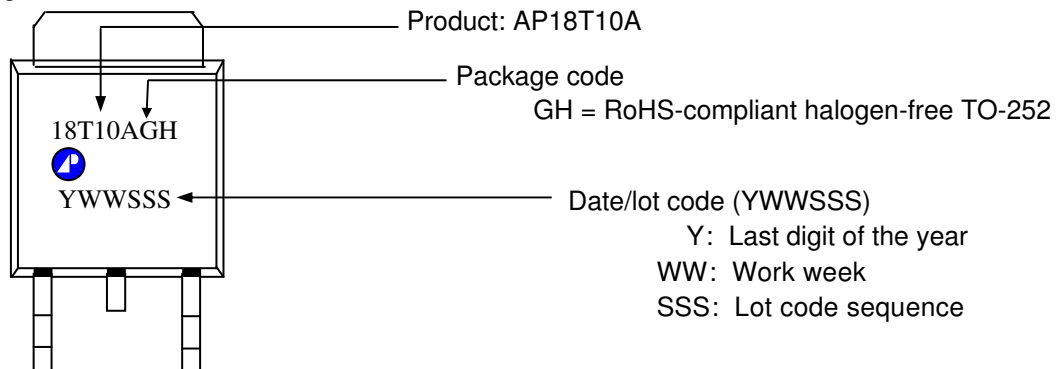 Product: AP18T10A
Package code
GH = RoHS-compliant halogen-free TO-252
18T10AGH
AP
YWWSSS
Date/lot code (YWWSSS)
Y: Last digit of the year
WW: Work week
SSS: Lot code sequence